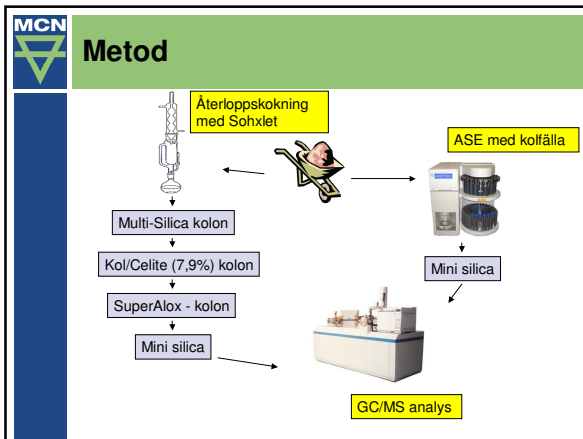 MCN
Metod
Återloppskokning
med Sohxlet
ASE med kolfälla
Multi-Silica kolon
Kol/Celite (7,9%) kolon
SuperAlox - kolon
Mini silica
Mini silica
GC/MS analys